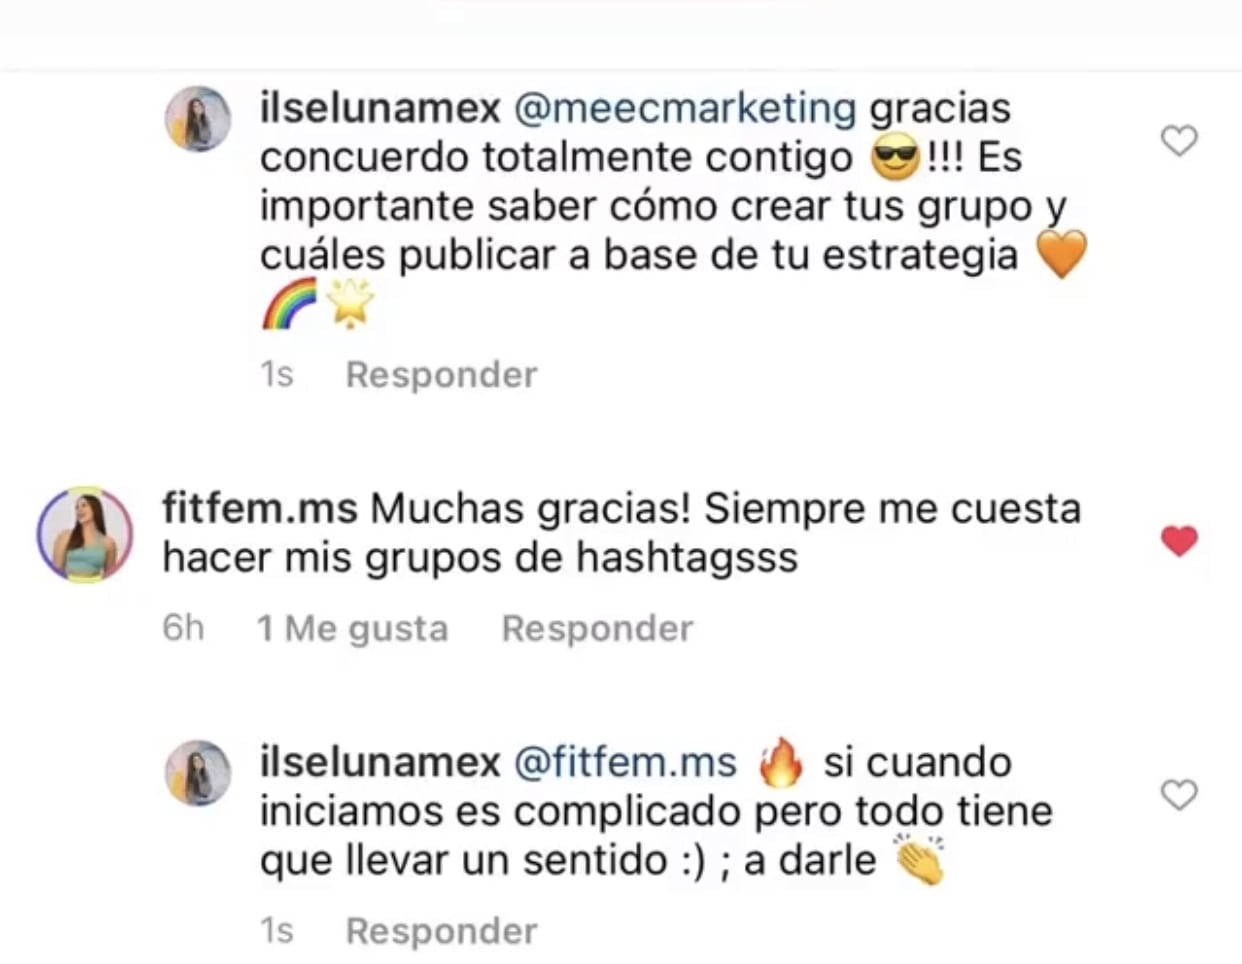 ilselunamex @meecmarketing gracias
concuerdo totalmente contigo 😎!!! Es
importante saber cómo crear tus grupo y
cuáles publicar a base de tu estrategia 🧡
🌈🌟
1s Responder
fitfem.ms Muchas gracias! Siempre me cuesta
hacer mis grupos de hashtagsss
6h 1 Me gusta Responder
ilselunamex @fitfem.ms 🔥 si cuando
iniciamos es complicado pero todo tiene
que llevar un sentido :) ; a darle 👏
1s Responder